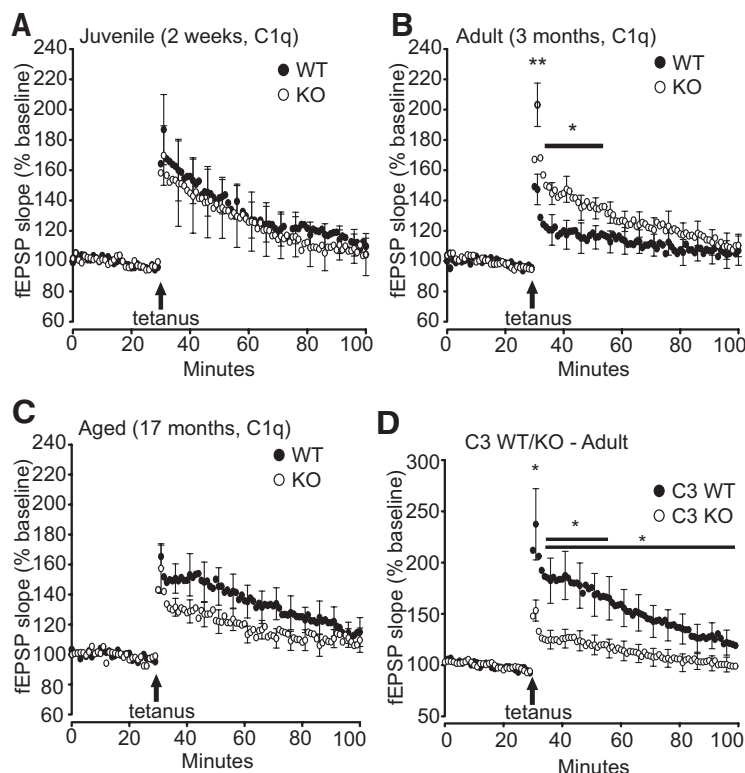 A
Juvenile (2 weeks, C1q)
WT
KO
fEPSP slope (% baseline)
240
220
200
180
160
140
120
100
80
60
tetanus
0 20 40 60 80 100
Minutes
B
Adult (3 months, C1q)
WT
KO
**
*
fEPSP slope (% baseline)
240
220
200
180
160
140
120
100
80
60
tetanus
0 20 40 60 80 100
Minutes
C
Aged (17 months, C1q)
WT
KO
fEPSP slope (% baseline)
240
220
200
180
160
140
120
100
80
60
tetanus
0 20 40 60 80 100
Minutes
D
C3 WT/KO - Adult
C3 WT
C3 KO
*
*
*
fEPSP slope (% baseline)
300
250
200
150
100
50
tetanus
0 20 40 60 80 100
Minutes